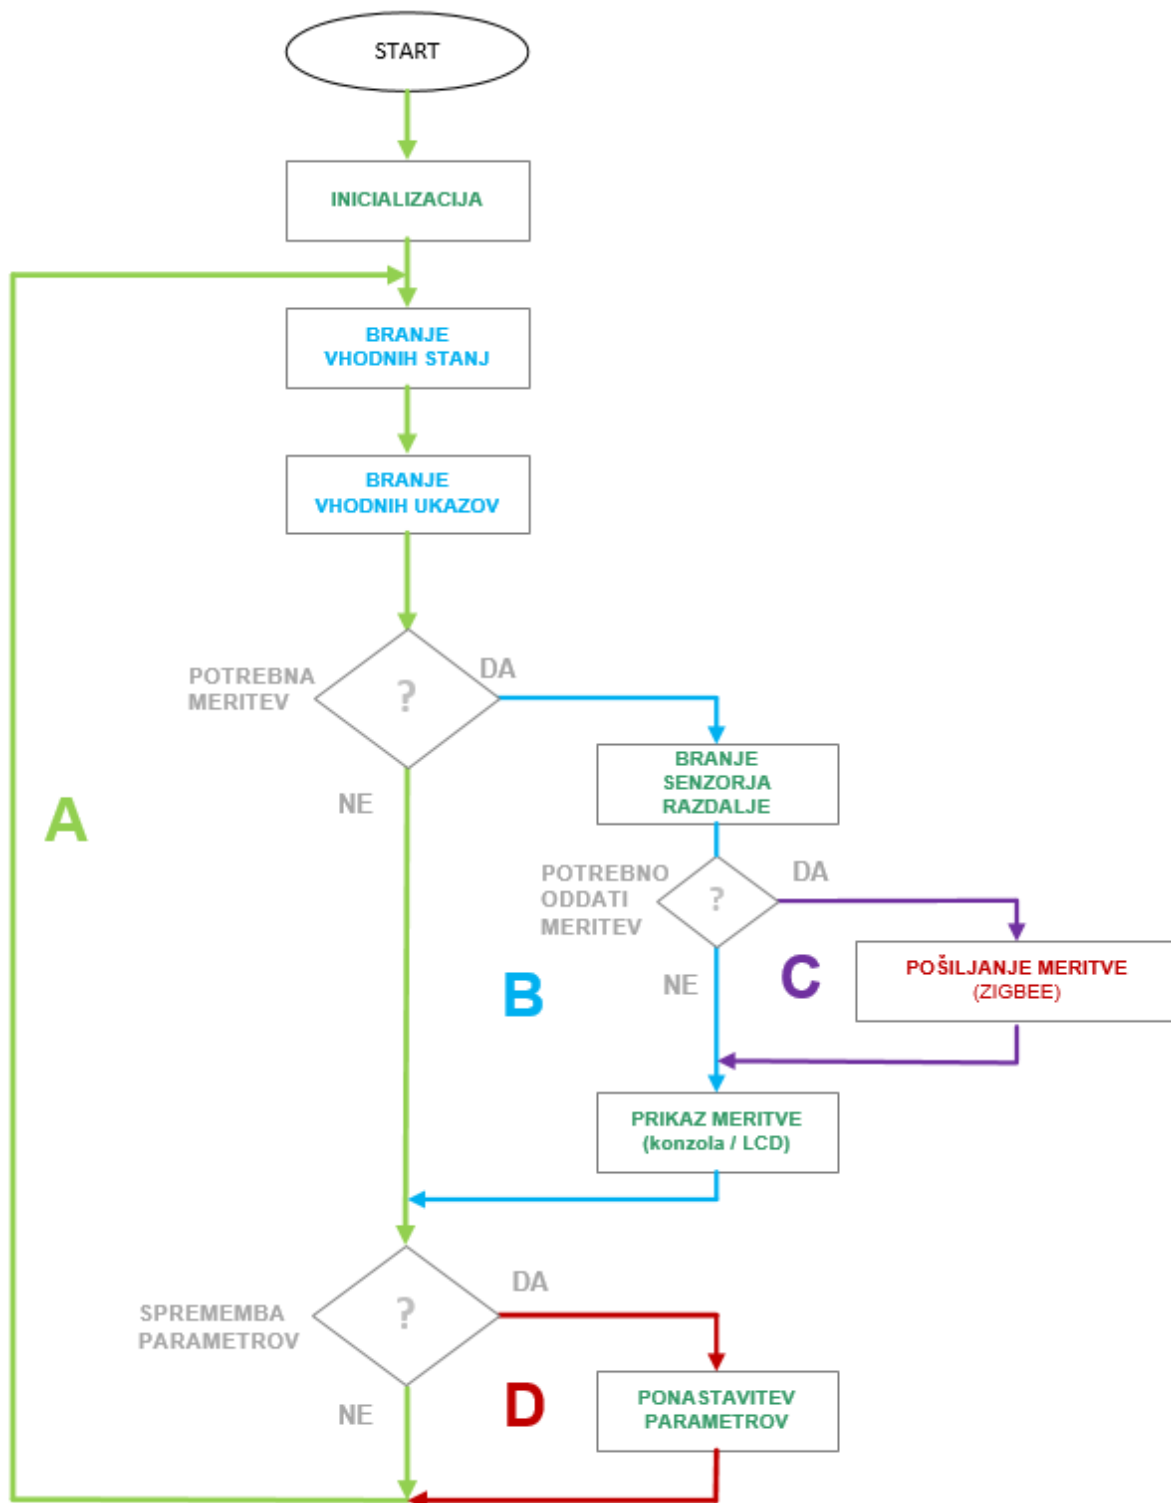 START
INICIALIZACIJA
BRANJE
VHODNIH STANJ
BRANJE
VHODNIH UKAZOV
POTREBNA
MERITEV
?
DA
NE
BRANJE
SENZORJA
RAZDALJE
A
POTREBNO
ODDATI
MERITEV
?
DA
NE
B
C
POŠILJANJE MERITVE
(ZIGBEE)
PRIKAZ MERITVE
(konzola / LCD)
SPREMEMBA
PARAMETROV
?
DA
NE
D
PONASTAVITEV
PARAMETROV